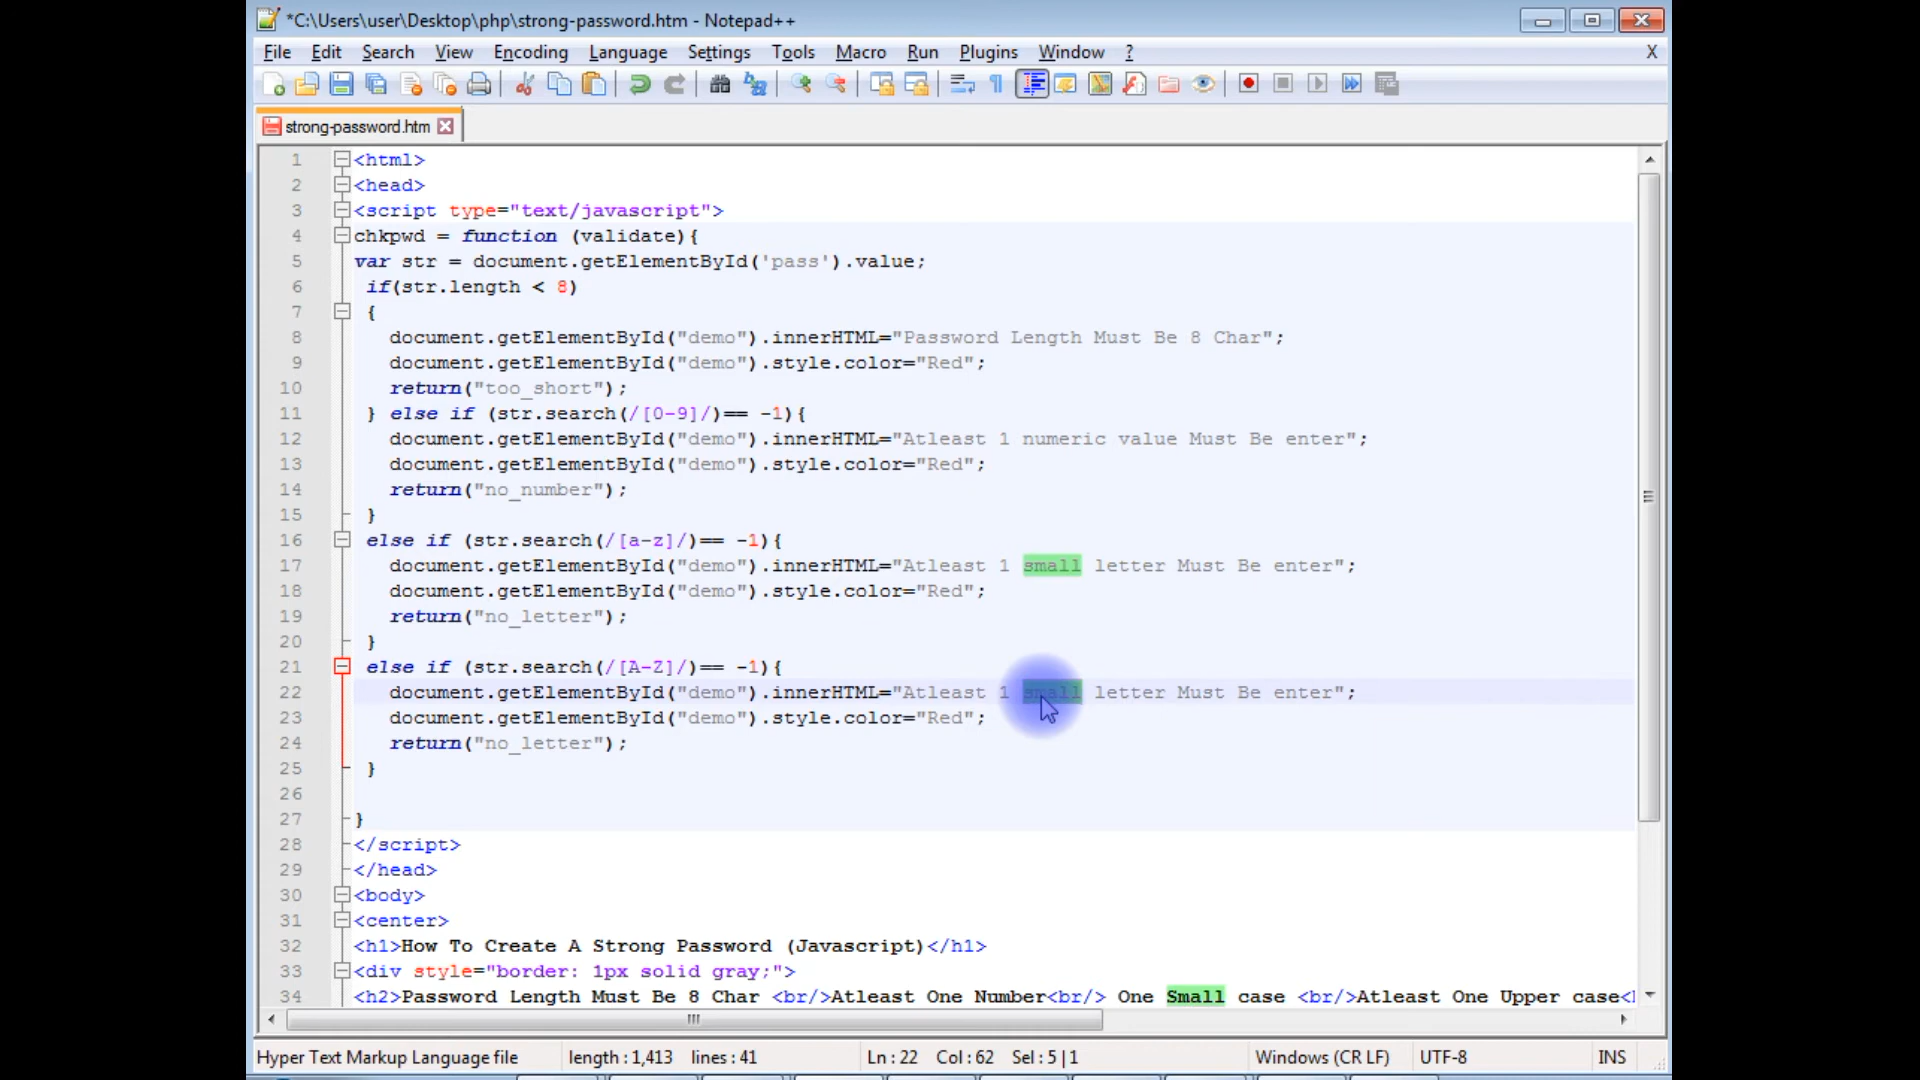 *C:\Users\user\Desktop\php\strong-password.htm - Notepad++
File Edit Search View Encoding Language Settings Tools Macro Run Plugins Window ? X
strong-password.htm
1 <html>
2 <head>
3 <script type="text/javascript">
4 chkpwd = function (validate){
5 var str = document.getElementById('pass').value;
6 if(str.length < 8)
7 {
8 document.getElementById("demo").innerHTML="Password Length Must Be 8 Char";
9 document.getElementById("demo").style.color="Red";
10 return("too_short");
11 } else if (str.search(/[0-9]/)== -1){
12 document.getElementById("demo").innerHTML="Atleast 1 numeric value Must Be enter";
13 document.getElementById("demo").style.color="Red";
14 return("no_number");
15 }
16 else if (str.search(/[a-z]/)== -1){
17 document.getElementById("demo").innerHTML="Atleast 1 small letter Must Be enter";
18 document.getElementById("demo").style.color="Red";
19 return("no_letter");
20 }
21 else if (str.search(/[A-Z]/)== -1){
22 document.getElementById("demo").innerHTML="Atleast 1 small letter Must Be enter";
23 document.getElementById("demo").style.color="Red";
24 return("no_letter");
25 }
26
27 }
28 </script>
29 </head>
30 <body>
31 <center>
32 <h1>How To Create A Strong Password (Javascript)</h1>
33 <div style="border: 1px solid gray;">
34 <h2>Password Length Must Be 8 Char <br/>Atleast One Number<br/> One Small case <br/>Atleast One Upper case<
Hyper Text Markup Language file length : 1,413 lines : 41 Ln : 22 Col : 62 Sel : 5 | 1 Windows (CR LF) UTF-8 INS